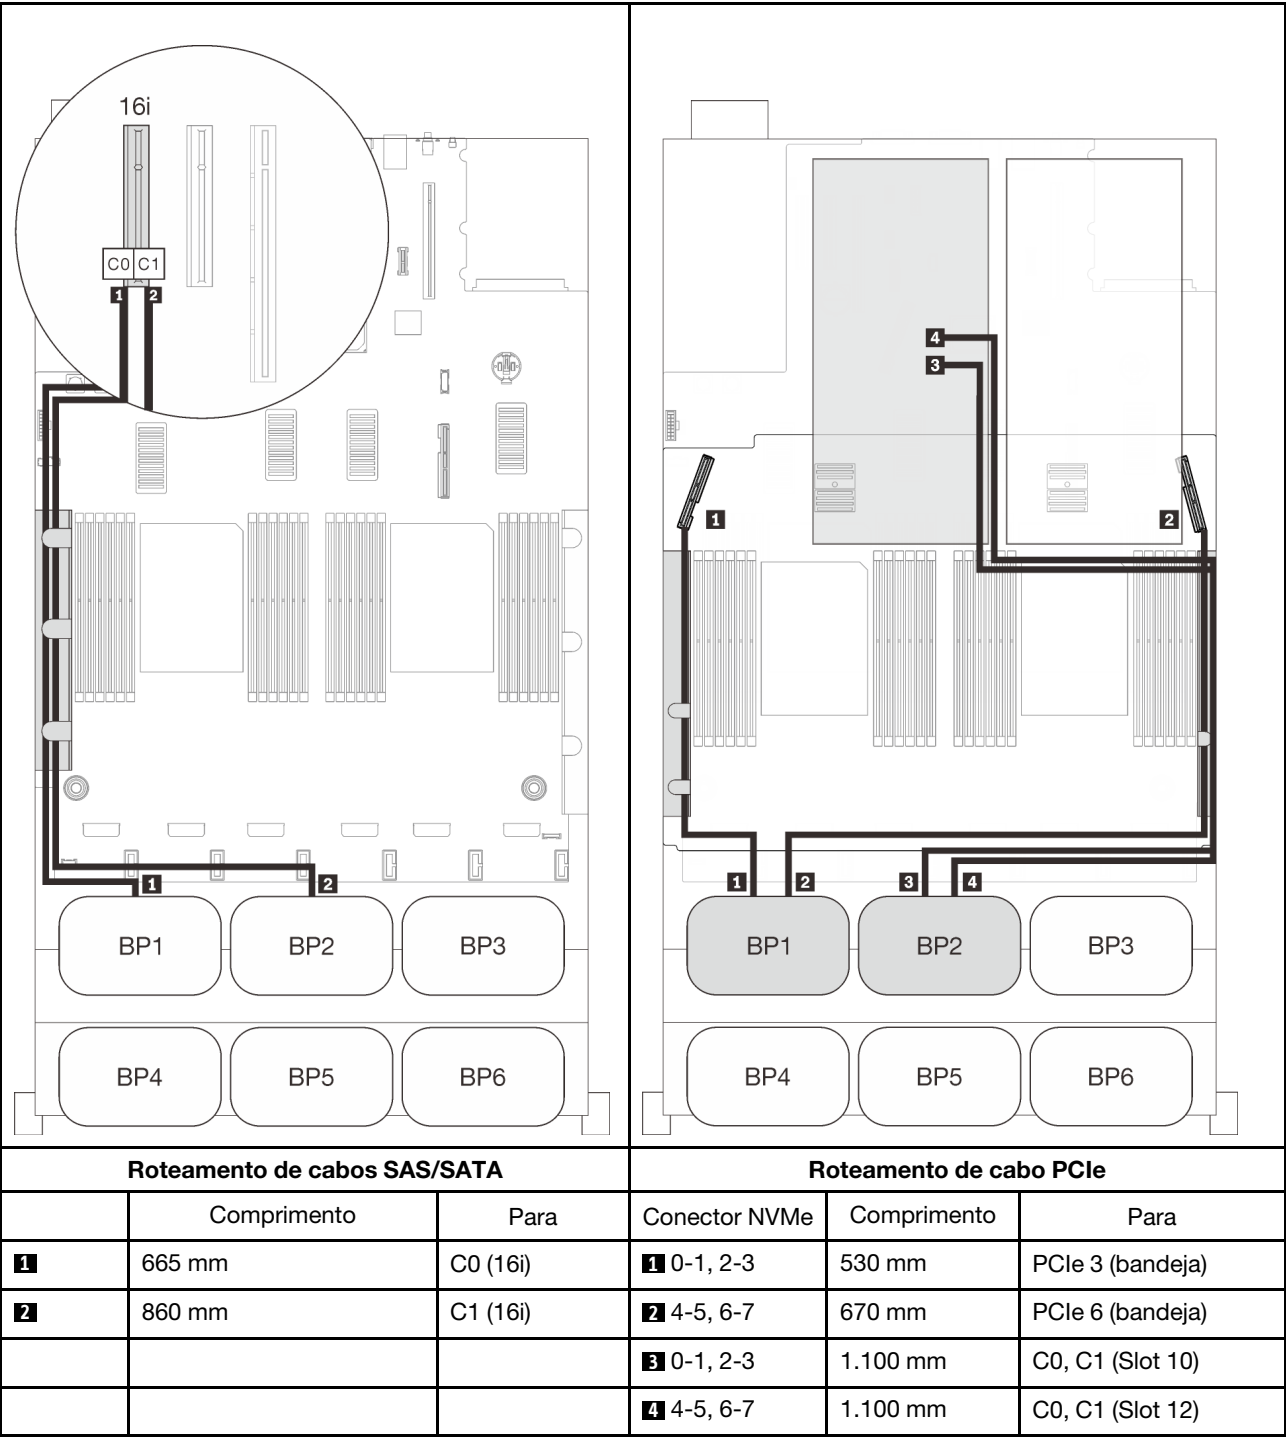 16i
C0 C1
1 2
1 2
BP1 BP2 BP3
BP4 BP5 BP6
4
3
1 2
1 2 3 4
BP1 BP2 BP3
BP4 BP5 BP6
Roteamento de cabos SAS/SATA
Comprimento Para
1 665 mm C0 (16i)
2 860 mm C1 (16i)
Roteamento de cabo PCIe
Conector NVMe Comprimento Para
1 0-1, 2-3 530 mm PCIe 3 (bandeja)
2 4-5, 6-7 670 mm PCIe 6 (bandeja)
3 0-1, 2-3 1.100 mm C0, C1 (Slot 10)
4 4-5, 6-7 1.100 mm C0, C1 (Slot 12)